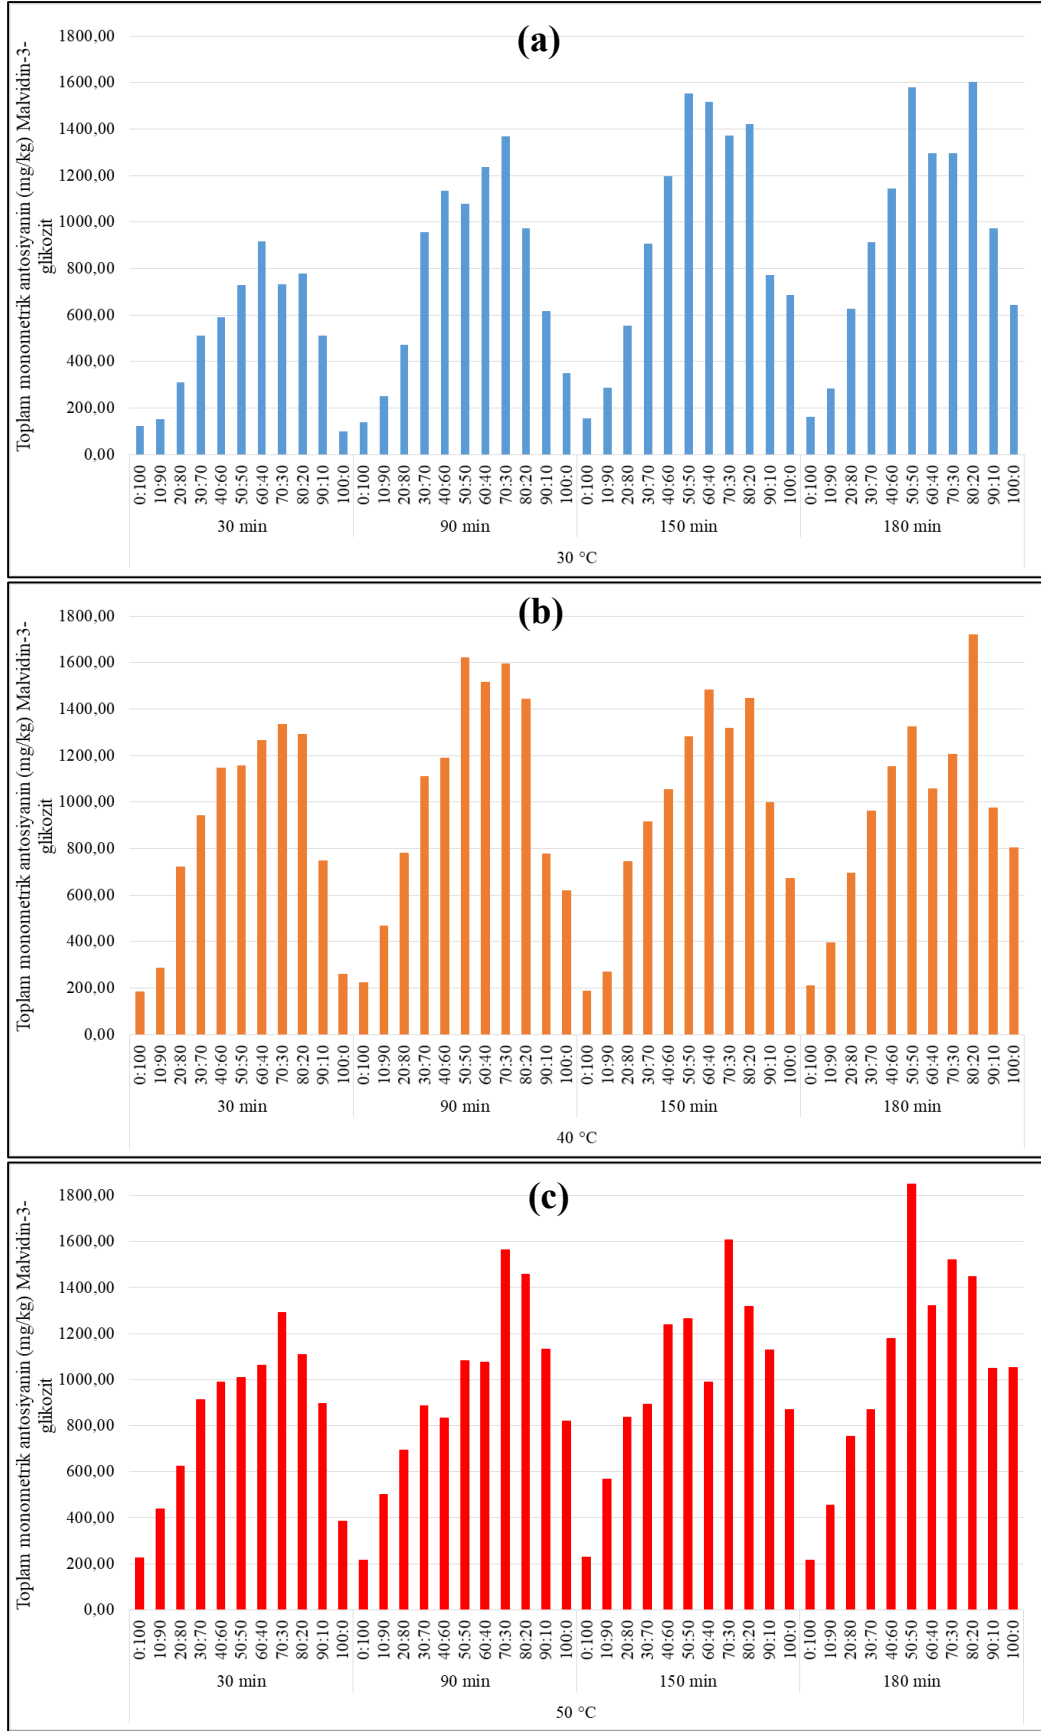 (a)
Toplam monometrik antosiyanin (mg/kg) Malvidin-3-
glikozit
1800,00
1600,00
1400,00
1200,00
1000,00
800,00
600,00
400,00
200,00
0,00
0:100 10:90 20:80 30:70 40:60 50:50 60:40 70:30 80:20 90:10 100:0 0:100 10:90 20:80 30:70 40:60 50:50 60:40 70:30 80:20 90:10 100:0 0:100 10:90 20:80 30:70 40:60 50:50 60:40 70:30 80:20 90:10 100:0 0:100 10:90 20:80 30:70 40:60 50:50 60:40 70:30 80:20 90:10 100:0
30 min 90 min 150 min 180 min
30 °C
(b)
Toplam monometrik antosiyanin (mg/kg) Malvidin-3-
glikozit
1800,00
1600,00
1400,00
1200,00
1000,00
800,00
600,00
400,00
200,00
0,00
0:100 10:90 20:80 30:70 40:60 50:50 60:40 70:30 80:20 90:10 100:0 0:100 10:90 20:80 30:70 40:60 50:50 60:40 70:30 80:20 90:10 100:0 0:100 10:90 20:80 30:70 40:60 50:50 60:40 70:30 80:20 90:10 100:0 0:100 10:90 20:80 30:70 40:60 50:50 60:40 70:30 80:20 90:10 100:0
30 min 90 min 150 min 180 min
40 °C
(c)
Toplam monometrik antosiyanin (mg/kg) Malvidin-3-
glikozit
1800,00
1600,00
1400,00
1200,00
1000,00
800,00
600,00
400,00
200,00
0,00
0:100 10:90 20:80 30:70 40:60 50:50 60:40 70:30 80:20 90:10 100:0 0:100 10:90 20:80 30:70 40:60 50:50 60:40 70:30 80:20 90:10 100:0 0:100 10:90 20:80 30:70 40:60 50:50 60:40 70:30 80:20 90:10 100:0 0:100 10:90 20:80 30:70 40:60 50:50 60:40 70:30 80:20 90:10 100:0
30 min 90 min 150 min 180 min
50 °C